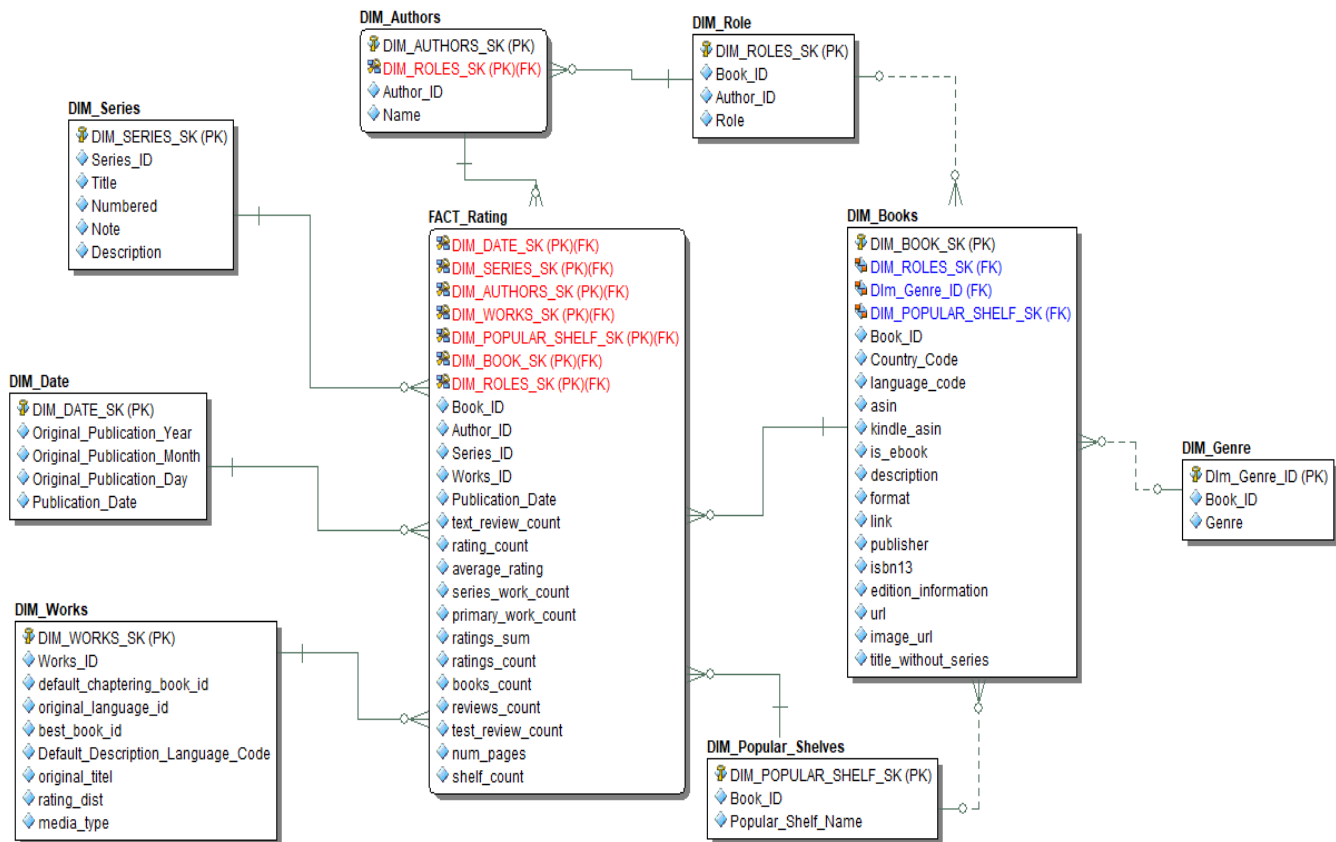 DIM_Authors
DIM_AUTHORS_SK (PK)
DIM_ROLES_SK (PK)(FK)
Author_ID
Name
DIM_Role
DIM_ROLES_SK (PK)
Book_ID
Author_ID
Role
DIM_Series
DIM_SERIES_SK (PK)
Series_ID
Title
Numbered
Note
Description
FACT_Rating
DIM_DATE_SK (PK)(FK)
DIM_SERIES_SK (PK)(FK)
DIM_AUTHORS_SK (PK)(FK)
DIM_WORKS_SK (PK)(FK)
DIM_POPULAR_SHELF_SK (PK)(FK)
DIM_BOOK_SK (PK)(FK)
DIM_ROLES_SK (PK)(FK)
Book_ID
Author_ID
Series_ID
Works_ID
Publication_Date
text_review_count
rating_count
average_rating
series_work_count
primary_work_count
ratings_sum
ratings_count
books_count
reviews_count
test_review_count
num_pages
shelf_count
DIM_Books
DIM_BOOK_SK (PK)
DIM_ROLES_SK (FK)
DIm_Genre_ID (FK)
DIM_POPULAR_SHELF_SK (FK)
Book_ID
Country_Code
language_code
asin
kindle_asin
is_ebook
description
format
link
publisher
isbn13
edition_information
url
image_url
title_without_series
DIM_Date
DIM_DATE_SK (PK)
Original_Publication_Year
Original_Publication_Month
Original_Publication_Day
Publication_Date
DIM_Genre
DIm_Genre_ID (PK)
Book_ID
Genre
DIM_Works
DIM_WORKS_SK (PK)
Works_ID
default_chaptering_book_id
original_language_id
best_book_id
Default_Description_Language_Code
original_titel
rating_dist
media_type
DIM_Popular_Shelves
DIM_POPULAR_SHELF_SK (PK)
Book_ID
Popular_Shelf_Name